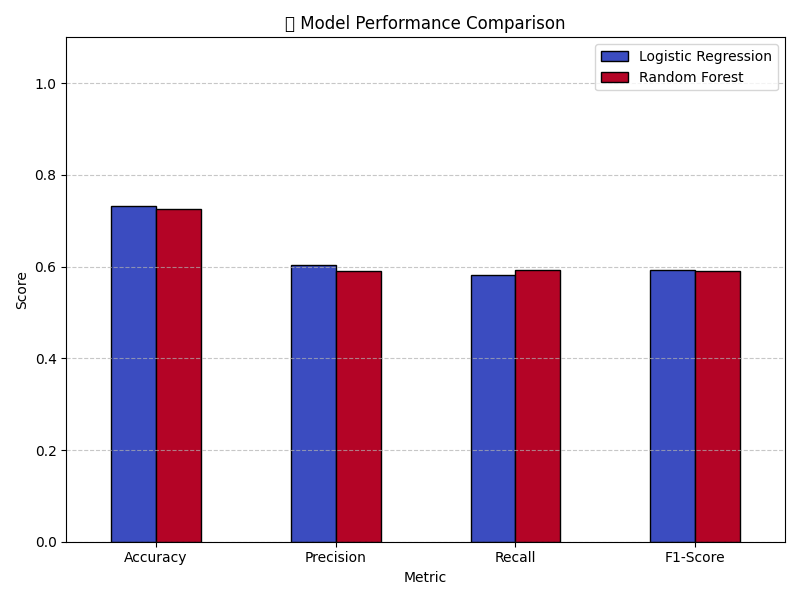 Model Performance Comparison
Logistic Regression
Random Forest
1.0
0.8
0.6
0.4
0.2
0.0
Score
Accuracy Precision Recall F1-Score
Metric